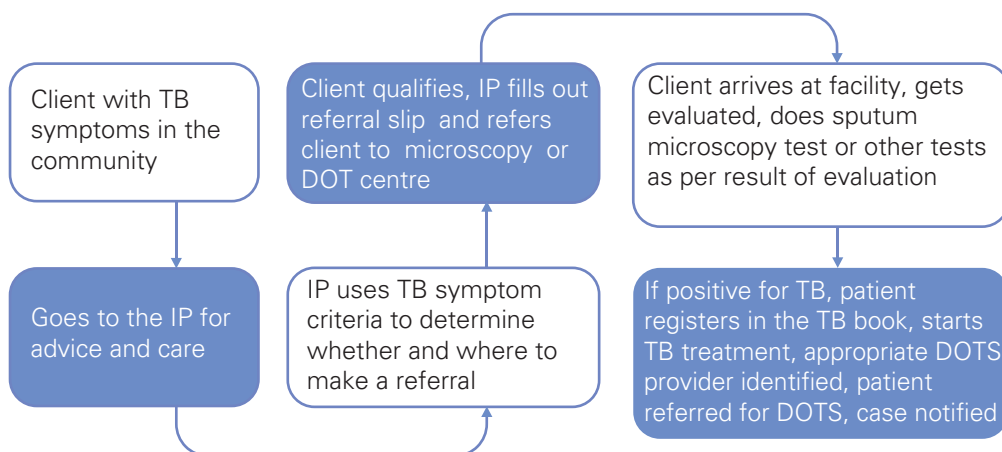 Client with TB
symptoms in the
community
Goes to the IP for
advice and care
IP uses TB symptom
criteria to determine
whether and where to
make a referral
Client qualifies, IP fills out
referral slip and refers
client to microscopy or
DOT centre
Client arrives at facility, gets
evaluated, does sputum
microscopy test or other tests
as per result of evaluation
If positive for TB, patient
registers in the TB book, starts
TB treatment, appropriate DOTS
provider identified, patient
referred for DOTS, case notified